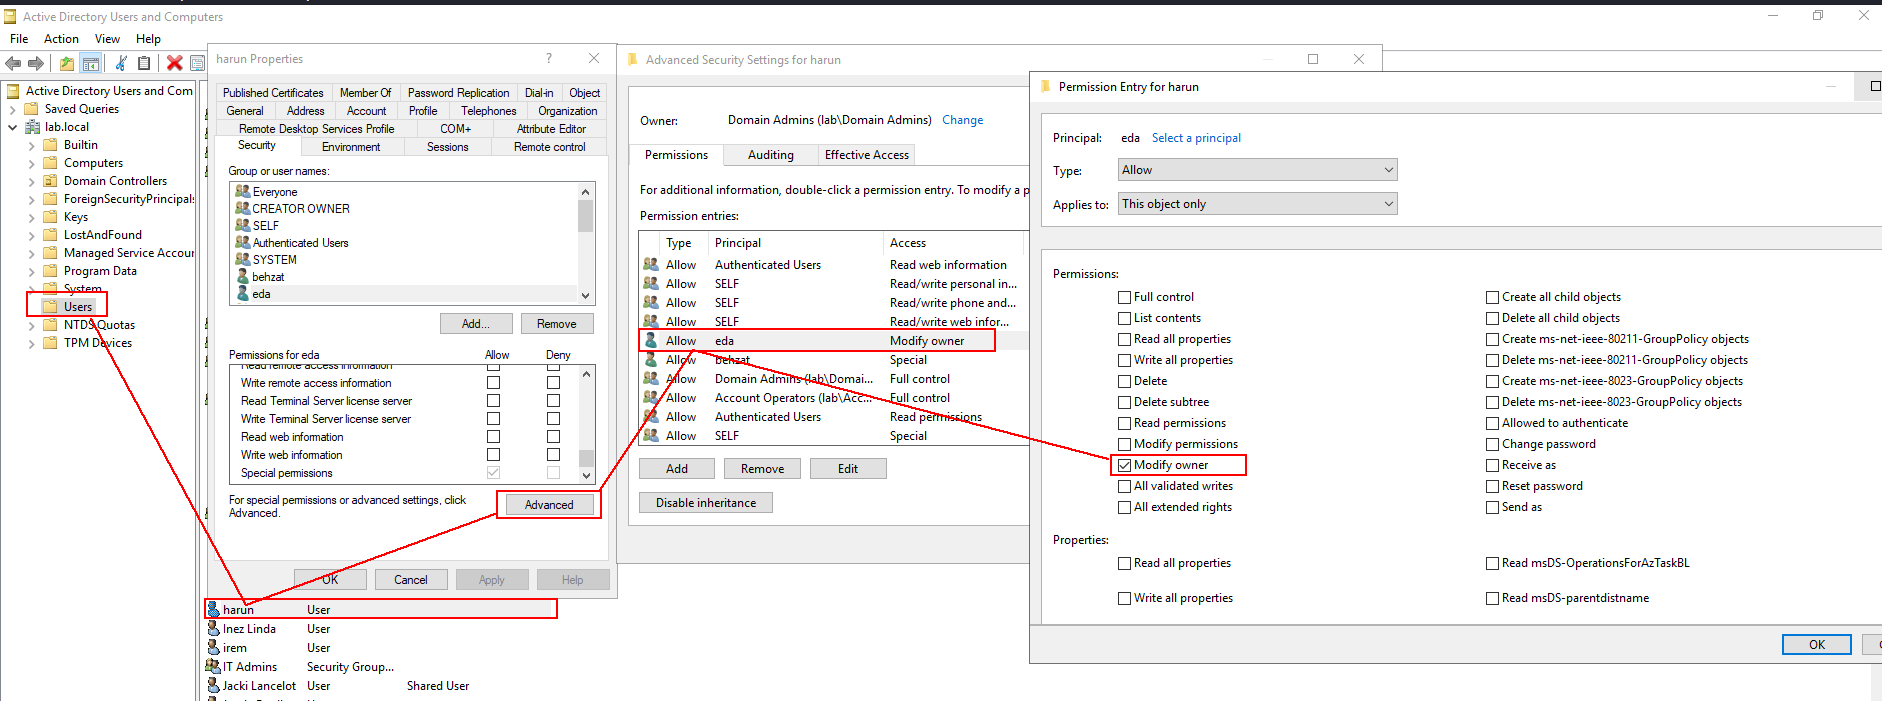 Active Directory Users and Computers
File Action View Help
Active Directory Users and Com
Saved Queries
lab.local
Builtin
Computers
Domain Controllers
ForeignSecurityPrincipals
Keys
LostAndFound
Managed Service Accour
Program Data
System
Users
NTDS Quotas
TPM Devices
harun Properties
?
Published Certificates Member Of Password Replication Dial-in Object
General Address Account Profile Telephones Organization
Remote Desktop Services Profile COM+ Attribute Editor
Security Environment Sessions Remote control
Group or user names:
Everyone
CREATOR OWNER
SELF
Authenticated Users
SYSTEM
behzat
eda
Add... Remove
Permissions for eda Allow Deny
Read remote access information
Write remote access information
Read Terminal Server license server
Write Terminal Server license server
Read web information
Write web information
Special permissions
For special permissions or advanced settings, click
Advanced.
Advanced
OK Cancel Apply Help
harun User
Inez Linda User
irem User
IT Admins Security Group...
Jacki Lancelot User Shared User
Advanced Security Settings for harun
Owner: Domain Admins (lab\Domain Admins) Change
Permissions Auditing Effective Access
For additional information, double-click a permission entry. To modify a p
Permission entries:
Type Principal Access
Allow Authenticated Users Read web information
Allow SELF Read/write personal in...
Allow SELF Read/write phone and...
Allow SELF Read/write web infor...
Allow eda Modify owner
Allow behzat Special
Allow Domain Admins (lab\Domai... Full control
Allow Account Operators (lab\Acc... Full control
Allow Authenticated Users Read permissions
Allow SELF Special
Add Remove Edit
Disable inheritance
Permission Entry for harun
Principal: eda Select a principal
Type: Allow
Applies to: This object only
Permissions:
Full control Create all child objects
List contents Delete all child objects
Read all properties Create ms-net-ieee-80211-GroupPolicy objects
Write all properties Delete ms-net-ieee-80211-GroupPolicy objects
Delete Create ms-net-ieee-8023-GroupPolicy objects
Delete subtree Delete ms-net-ieee-8023-GroupPolicy objects
Read permissions Allowed to authenticate
Modify permissions Change password
Modify owner Receive as
All validated writes Reset password
All extended rights Send as
Properties:
Read all properties Read msDS-OperationsForAzTaskBL
Write all properties Read msDS-parentdistname
OK